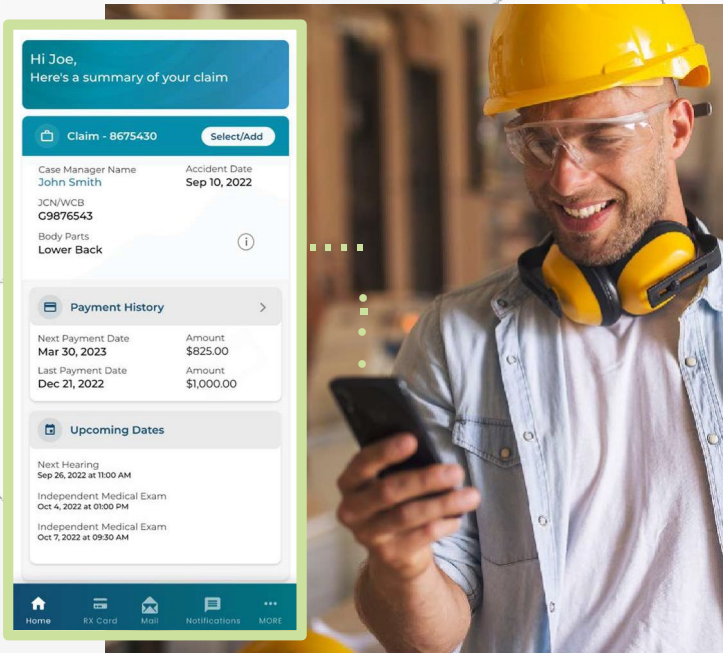 Hi Joe,
Here's a summary of your claim
Claim - 8675430 Select/Add
Case Manager Name Accident Date
John Smith Sep 10, 2022
JCN/WCB
G9876543
Body Parts
Lower Back
Payment History
Next Payment Date Amount
Mar 30, 2023 $825.00
Last Payment Date Amount
Dec 21, 2022 $1,000.00
Upcoming Dates
Next Hearing
Sep 26, 2022 at 11:00 AM
Independent Medical Exam
Oct 4, 2022 at 01:00 PM
Independent Medical Exam
Oct 7, 2022 at 09:30 AM
Home RX Card Mail Notifications MORE